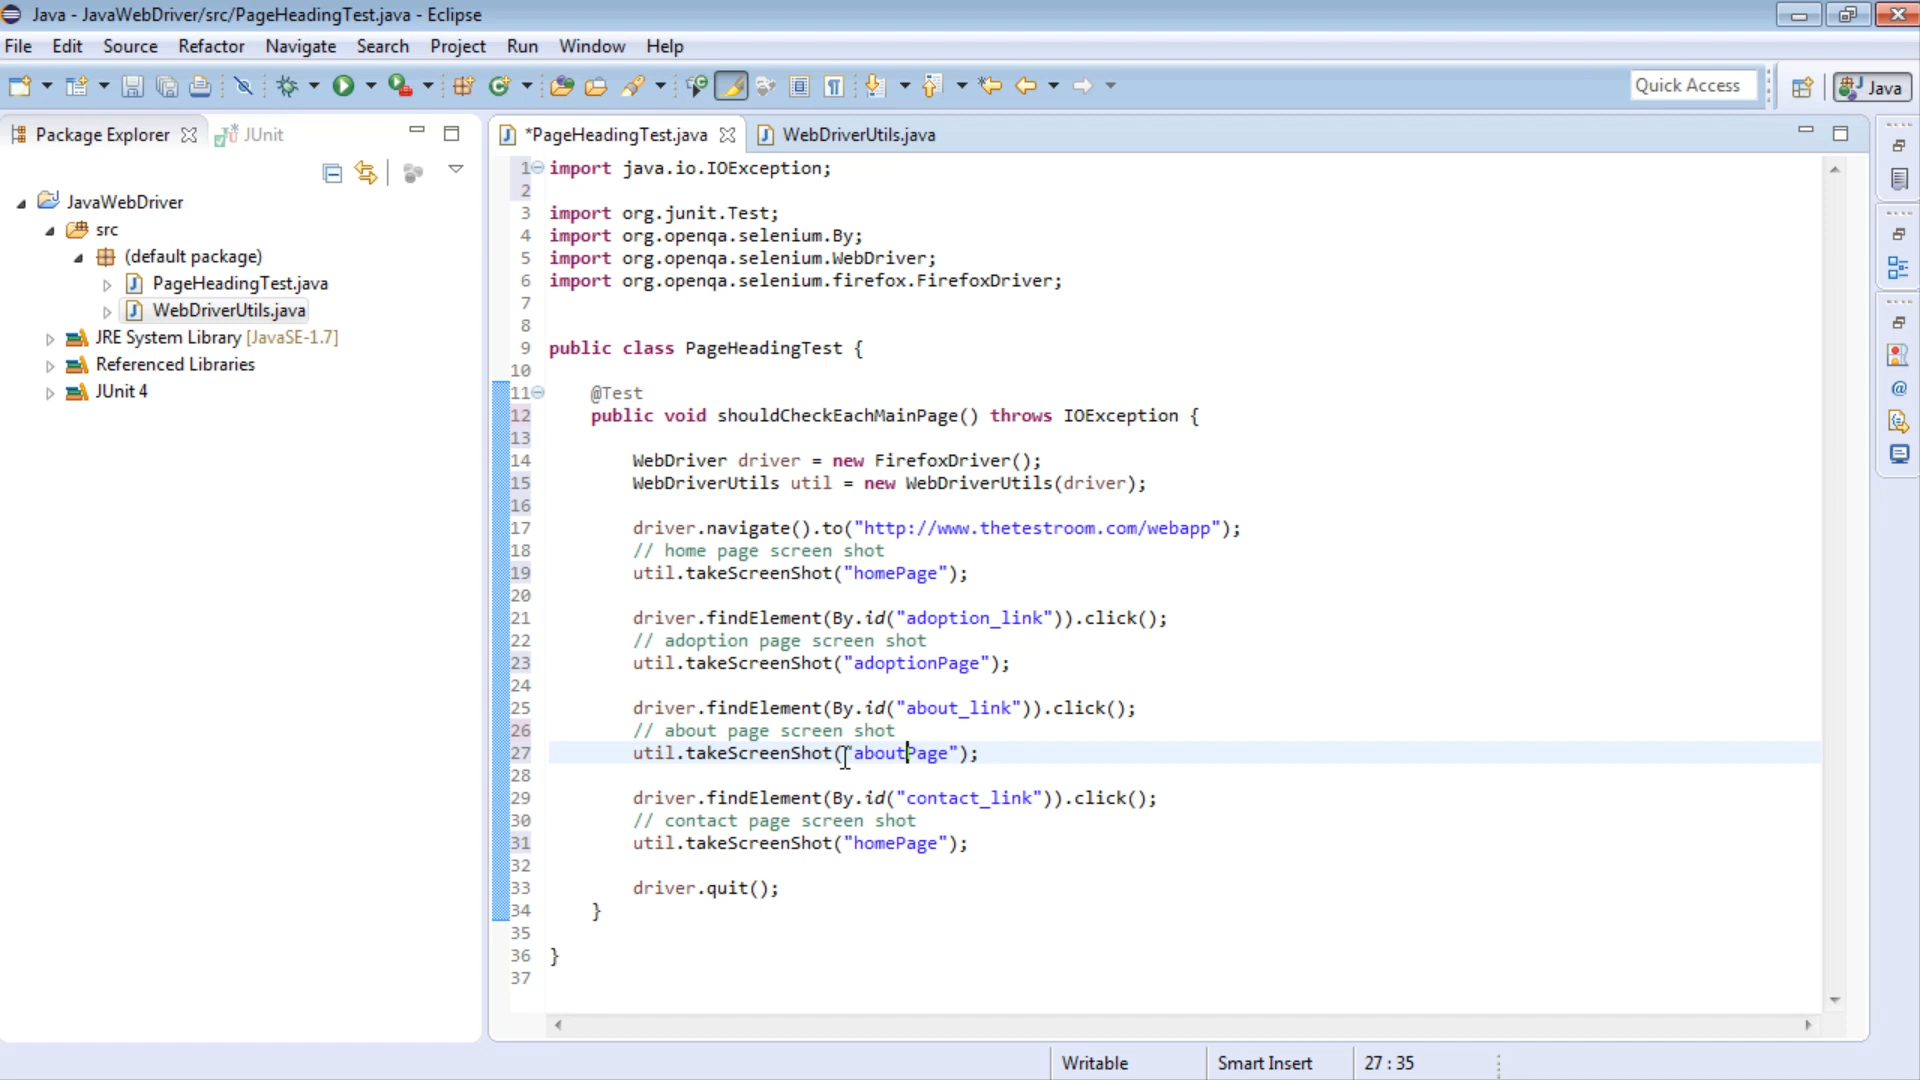 Java - JavaWebDriver/src/PageHeadingTest.java - Eclipse
File Edit Source Refactor Navigate Search Project Run Window Help
Quick Access
Java
Package Explorer
JUnit
*PageHeadingTest.java
WebDriverUtils.java
JavaWebDriver
src
(default package)
PageHeadingTest.java
WebDriverUtils.java
JRE System Library [JavaSE-1.7]
Referenced Libraries
JUnit 4
1 import java.io.IOException;
2
3 import org.junit.Test;
4 import org.openqa.selenium.By;
5 import org.openqa.selenium.WebDriver;
6 import org.openqa.selenium.firefox.FirefoxDriver;
7
8
9 public class PageHeadingTest {
10
11 @Test
12 public void shouldCheckEachMainPage() throws IOException {
13
14 WebDriver driver = new FirefoxDriver();
15 WebDriverUtils util = new WebDriverUtils(driver);
16
17 driver.navigate().to("http://www.thetestroom.com/webapp");
18 // home page screen shot
19 util.takeScreenShot("homePage");
20
21 driver.findElement(By.id("adoption_link")).click();
22 // adoption page screen shot
23 util.takeScreenShot("adoptionPage");
24
25 driver.findElement(By.id("about_link")).click();
26 // about page screen shot
27 util.takeScreenShot("aboutPage");
28
29 driver.findElement(By.id("contact_link")).click();
30 // contact page screen shot
31 util.takeScreenShot("homePage");
32
33 driver.quit();
34 }
35
36 }
37
Writable
Smart Insert
27 : 35